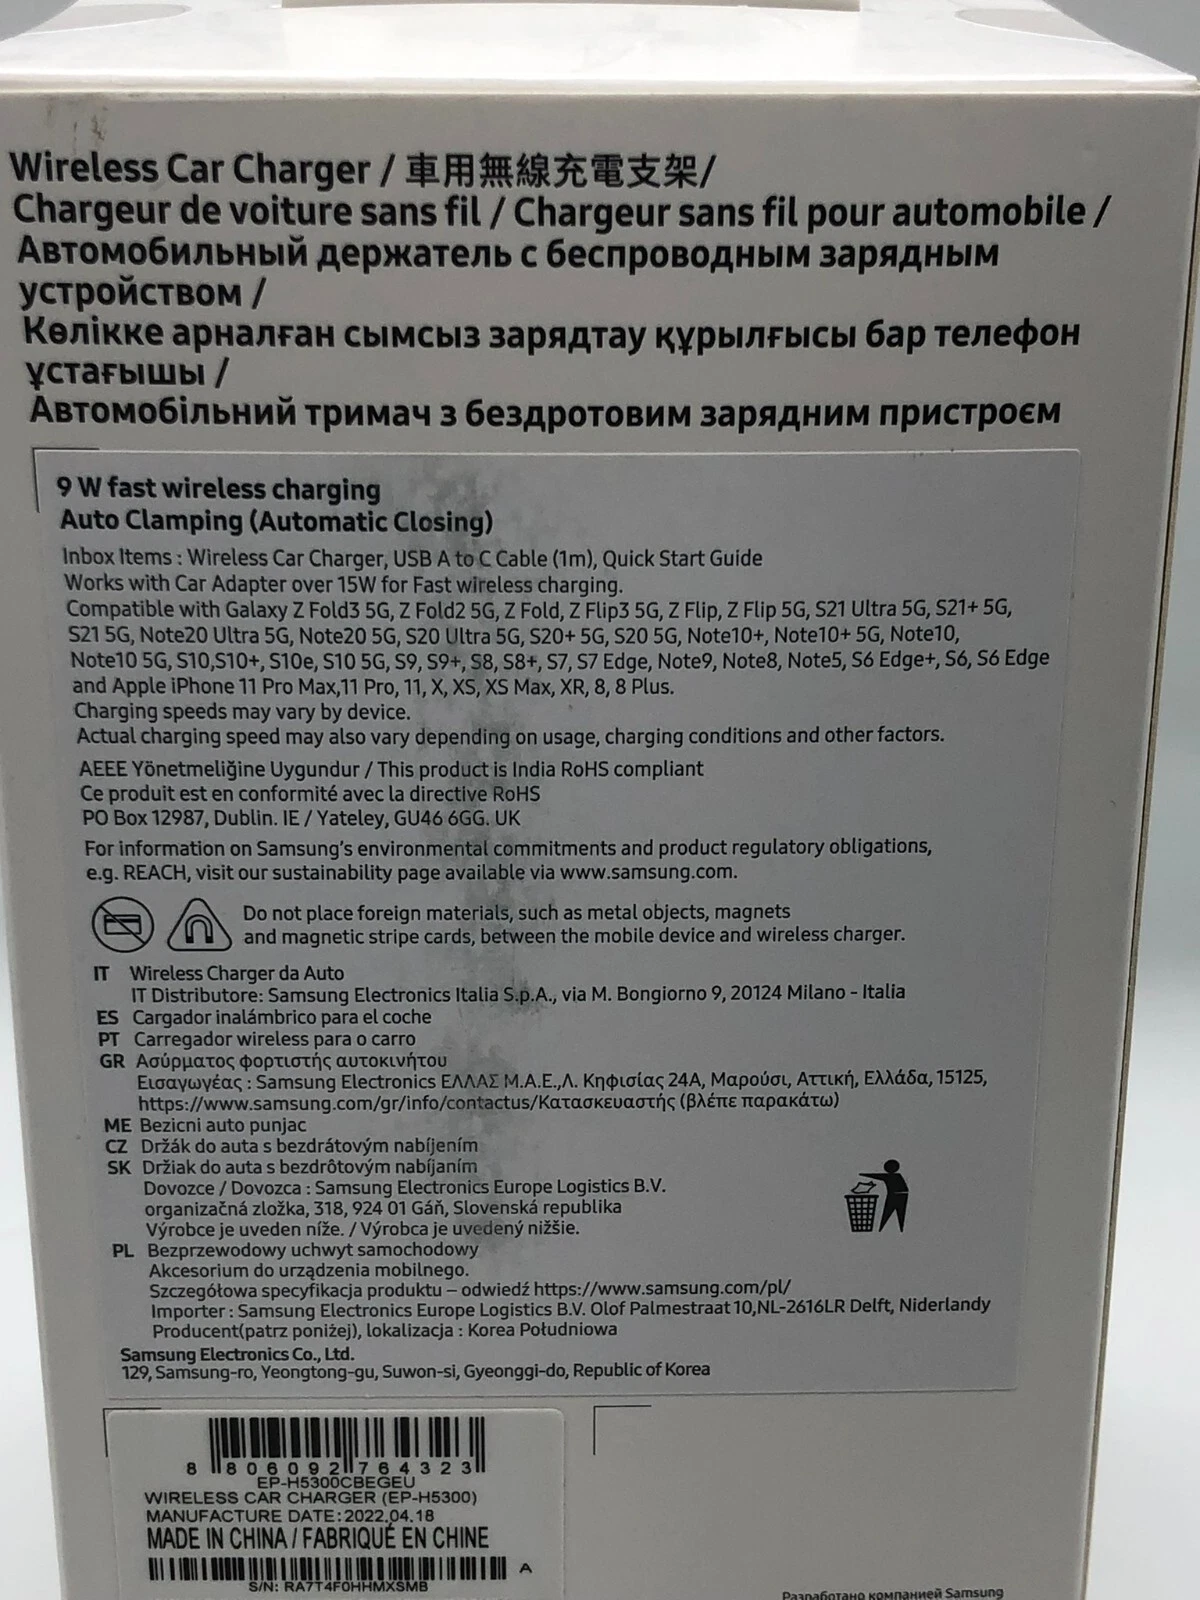 Wireless Car Charger / 車用無線充電支架/
Chargeur de voiture sans fil / Chargeur sans fil pour automobile /
Автомобильный держатель с беспроводным зарядным
устройством /
Көлікке арналған сымсыз зарядтау құрылғысы бар телефон
ұстағышы /
Автомобільний тримач з бездротовим зарядним пристроєм
9 W fast wireless charging
Auto Clamping (Automatic Closing)
Inbox Items : Wireless Car Charger, USB A to C Cable (1m), Quick Start Guide
Works with Car Adapter over 15W for Fast wireless charging.
Compatible with Galaxy Z Fold3 5G, Z Fold2 5G, Z Fold, Z Flip3 5G, Z Flip, Z Flip 5G, S21 Ultra 5G, S21+ 5G,
S21 5G, Note20 Ultra 5G, Note20 5G, S20 Ultra 5G, S20+ 5G, S20 5G, Note10+, Note10+ 5G, Note10,
Note10 5G, S10,S10+, S10e, S10 5G, S9, S9+, S8, S8+, S7, S7 Edge, Note9, Note8, Note5, S6 Edge+, S6, S6 Edge
and Apple iPhone 11 Pro Max,11 Pro, 11, X, XS, XS Max, XR, 8, 8 Plus.
Charging speeds may vary by device.
Actual charging speed may also vary depending on usage, charging conditions and other factors.
AEEE Yönetmeliğine Uygundur / This product is India RoHS compliant
Ce produit est en conformité avec la directive RoHS
PO Box 12987, Dublin. IE / Yateley, GU46 6GG. UK
For information on Samsung's environmental commitments and product regulatory obligations,
e.g. REACH, visit our sustainability page available via www.samsung.com.
Do not place foreign materials, such as metal objects, magnets
and magnetic stripe cards, between the mobile device and wireless charger.
IT Wireless Charger da Auto
IT Distributore: Samsung Electronics Italia S.p.A., via M. Bongiorno 9, 20124 Milano - Italia
ES Cargador inalámbrico para el coche
PT Carregador wireless para o carro
GR Ασύρματος φορτιστής αυτοκινήτου
Εισαγωγέας : Samsung Electronics ΕΛΛΑΣ Μ.Α.Ε.,Λ. Κηφισίας 24Α, Μαρούσι, Αττική, Ελλάδα, 15125,
https://www.samsung.com/gr/info/contactus/Κατασκευαστής (βλέπε παρακάτω)
ME Bezicni auto punjac
CZ Držák do auta s bezdrátovým nabíjením
SK Držiak do auta s bezdrôtovým nabíjaním
Dovozce / Dovozca : Samsung Electronics Europe Logistics B.V.
organizačná zložka, 318, 924 01 Gáň, Slovenská republika
Výrobce je uveden níže. / Výrobca je uvedený nižšie.
PL Bezprzewodowy uchwyt samochodowy
Akcesorium do urządzenia mobilnego.
Szczegółowa specyfikacja produktu – odwiedź https://www.samsung.com/pl/
Importer : Samsung Electronics Europe Logistics B.V. Olof Palmestraat 10,NL-2616LR Delft, Niderlandy
Producent(patrz poniżej), lokalizacja : Korea Południowa
Samsung Electronics Co., Ltd.
129, Samsung-ro, Yeongtong-gu, Suwon-si, Gyeonggi-do, Republic of Korea
8 806092 764323
EP-H5300CBEGEU
WIRELESS CAR CHARGER (EP-H5300)
MANUFACTURE DATE:2022.04.18
MADE IN CHINA / FABRIQUÉ EN CHINE
A
S/N: RA7T4F0HHMXSMB
Разработано компанией Samsung